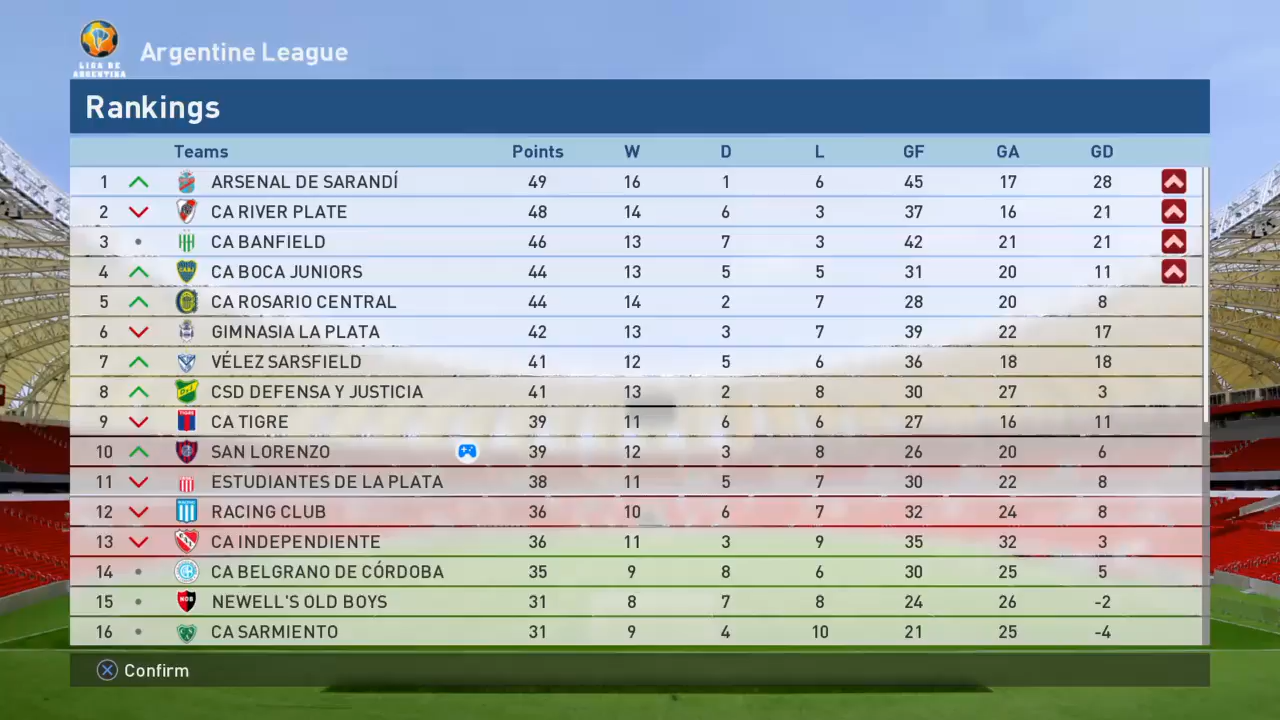 LIGA DE
ARGENTINA
Argentine League
Rankings
Teams Points W D L GF GA GD
1 ARSENAL DE SARANDÍ 49 16 1 6 45 17 28
2 CA RIVER PLATE 48 14 6 3 37 16 21
3 CA BANFIELD 46 13 7 3 42 21 21
4 CA BOCA JUNIORS 44 13 5 5 31 20 11
5 CA ROSARIO CENTRAL 44 14 2 7 28 20 8
6 GIMNASIA LA PLATA 42 13 3 7 39 22 17
7 VÉLEZ SARSFIELD 41 12 5 6 36 18 18
8 CSD DEFENSA Y JUSTICIA 41 13 2 8 30 27 3
9 TIGRE CA TIGRE 39 11 6 6 27 16 11
10 SAN LORENZO 39 12 3 8 26 20 6
11 ESTUDIANTES DE LA PLATA 38 11 5 7 30 22 8
12 RACING CLUB 36 10 6 7 32 24 8
13 CA INDEPENDIENTE 36 11 3 9 35 32 3
14 CA BELGRANO DE CÓRDOBA 35 9 8 6 30 25 5
15 NEWELL'S OLD BOYS 31 8 7 8 24 26 -2
16 CA SARMIENTO 31 9 4 10 21 25 -4
Confirm